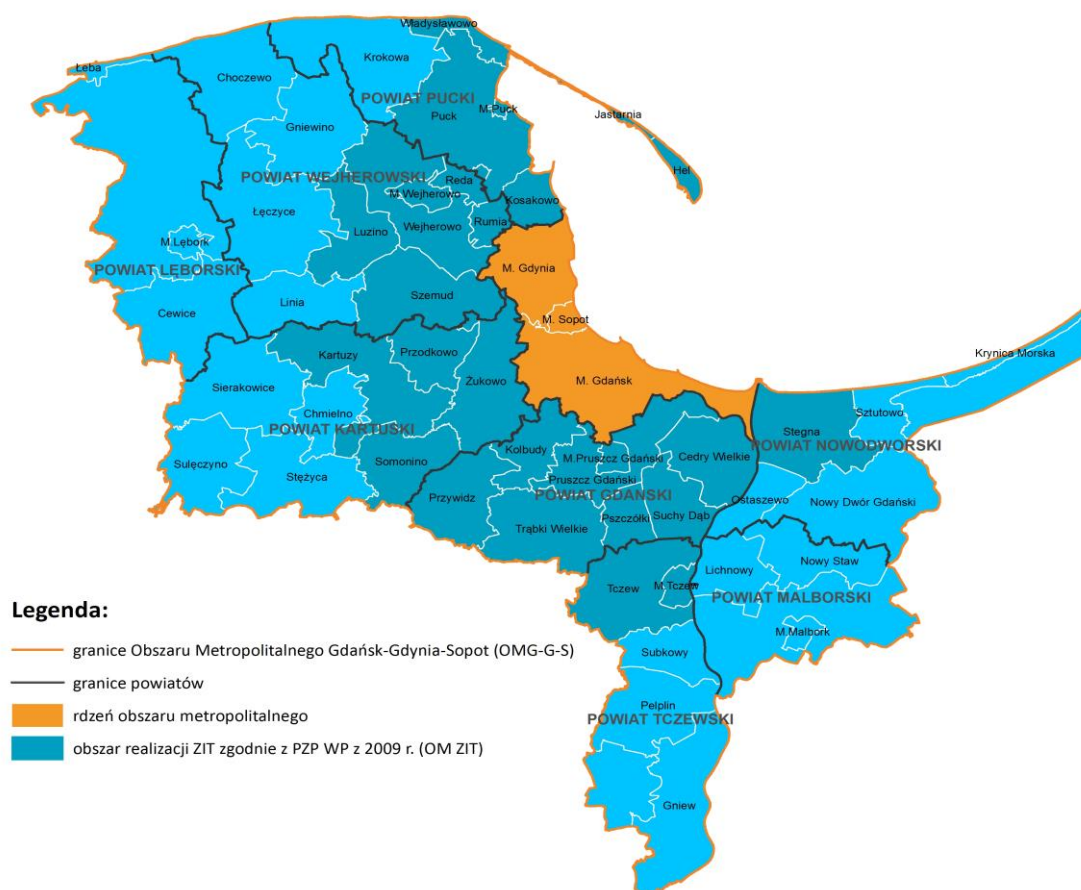 Władysławowo
Krokowa
Łeba
Choczewo
POWIAT PUCKI
Puck
M.Puck
Jastarnia
Gniewino
Hel
POWIAT WEJHEROWSKI
Reda
M.Wejherowo
Kosakowo
Łęczyce
Luzino
Wejherowo
Rumia
M.Lębork
POWIAT LĘBORSKI
M. Gdynia
Szemud
Linia
Cewice
M. Sopot
Krynica Morska
Kartuzy
Przodkowo
Sierakowice
Żukowo
M. Gdańsk
Chmielno
POWIAT KARTUSKI
Sztutowo
Stegna
POWIAT NOWODWORSKI
Sulęczyno
Stężyca
Somonino
Kolbudy
M.Pruszcz Gdański
Cedry Wielkie
Pruszcz Gdański
POWIAT GDAŃSKI
Przywidz
Ostaszewo
Nowy Dwór Gdański
Trąbki Wielkie
Pszczółki
Suchy Dąb
Lichnowy
Nowy Staw
Tczew
M.Tczew
POWIAT MALBORSKI
M.Malbork
Subkowy
Pelplin
POWIAT TCZEWSKI
Gniew
Legenda:
granice Obszaru Metropolitalnego Gdańsk-Gdynia-Sopot (OMG-G-S)
granice powiatów
rdzeń obszaru metropolitalnego
obszar realizacji ZIT zgodnie z PZP WP z 2009 r. (OM ZIT)